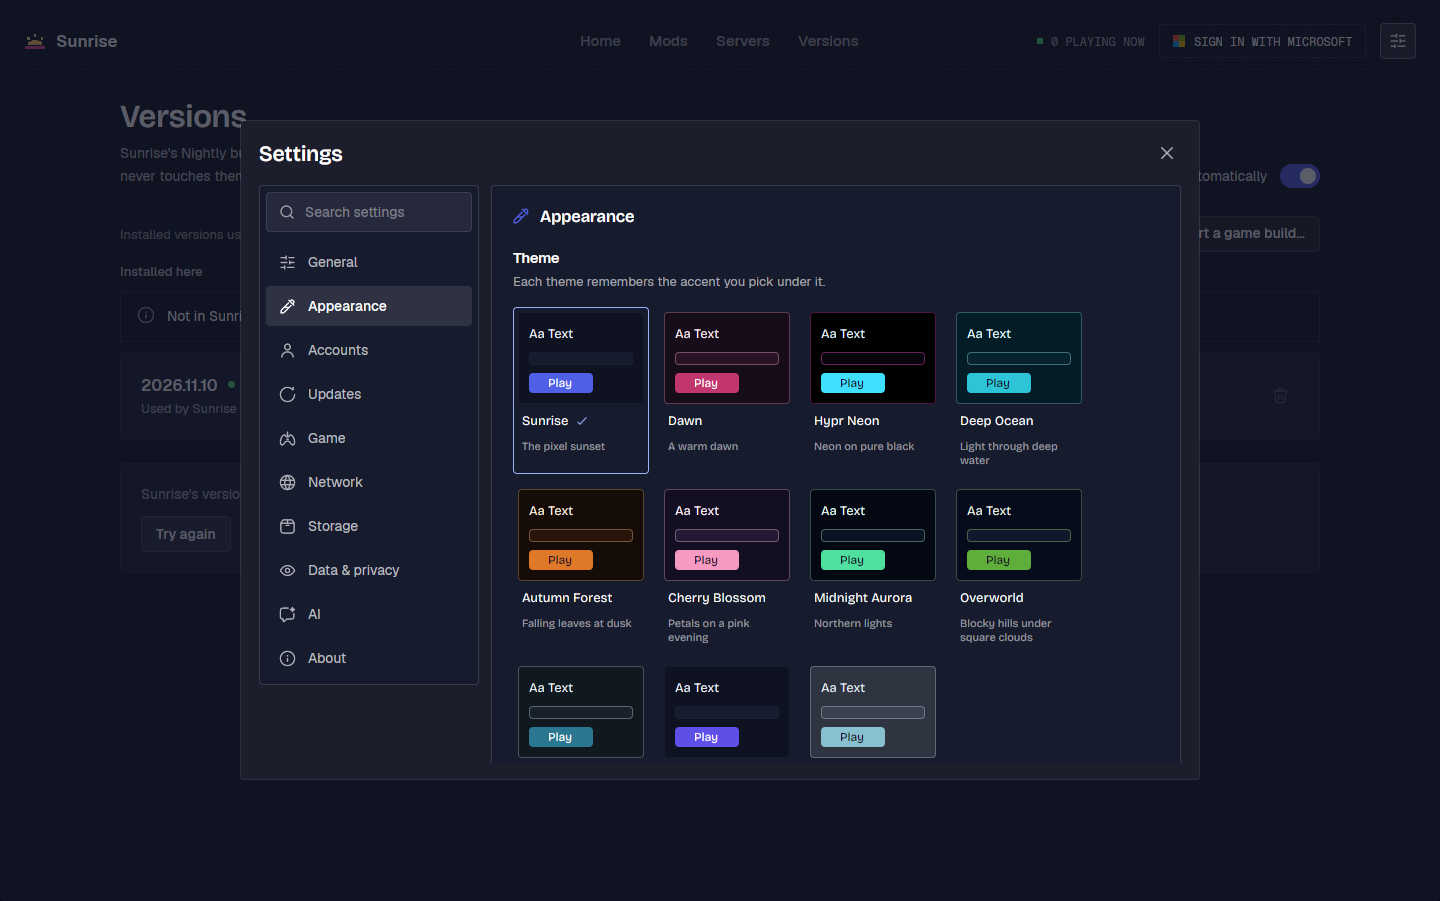 Sunrise
Home
Mods
Servers
Versions
0 PLAYING NOW
SIGN IN WITH MICROSOFT
Versions
Sunrise's Nightly
never touches
Installed versions
Installed here
Not in
2026.11.10
Used by Sunrise
Sunrise's
Try again
a game build...
Settings
Search settings
General
Appearance
Accounts
Updates
Game
Network
Storage
Data & privacy
AI
About
Appearance
Theme
Each theme remembers the accent you pick under it.
Aa Text
Play
Sunrise
The pixel sunset
Aa Text
Play
Dawn
A warm dawn
Aa Text
Play
Hypr Neon
Neon on pure black
Aa Text
Play
Deep Ocean
Light through deep
water
Aa Text
Play
Autumn Forest
Falling leaves at dusk
Aa Text
Play
Cherry Blossom
Petals on a pink
evening
Aa Text
Play
Midnight Aurora
Northern lights
Aa Text
Play
Overworld
Blocky hills under
square clouds
Aa Text
Play
Aa Text
Play
Aa Text
Play